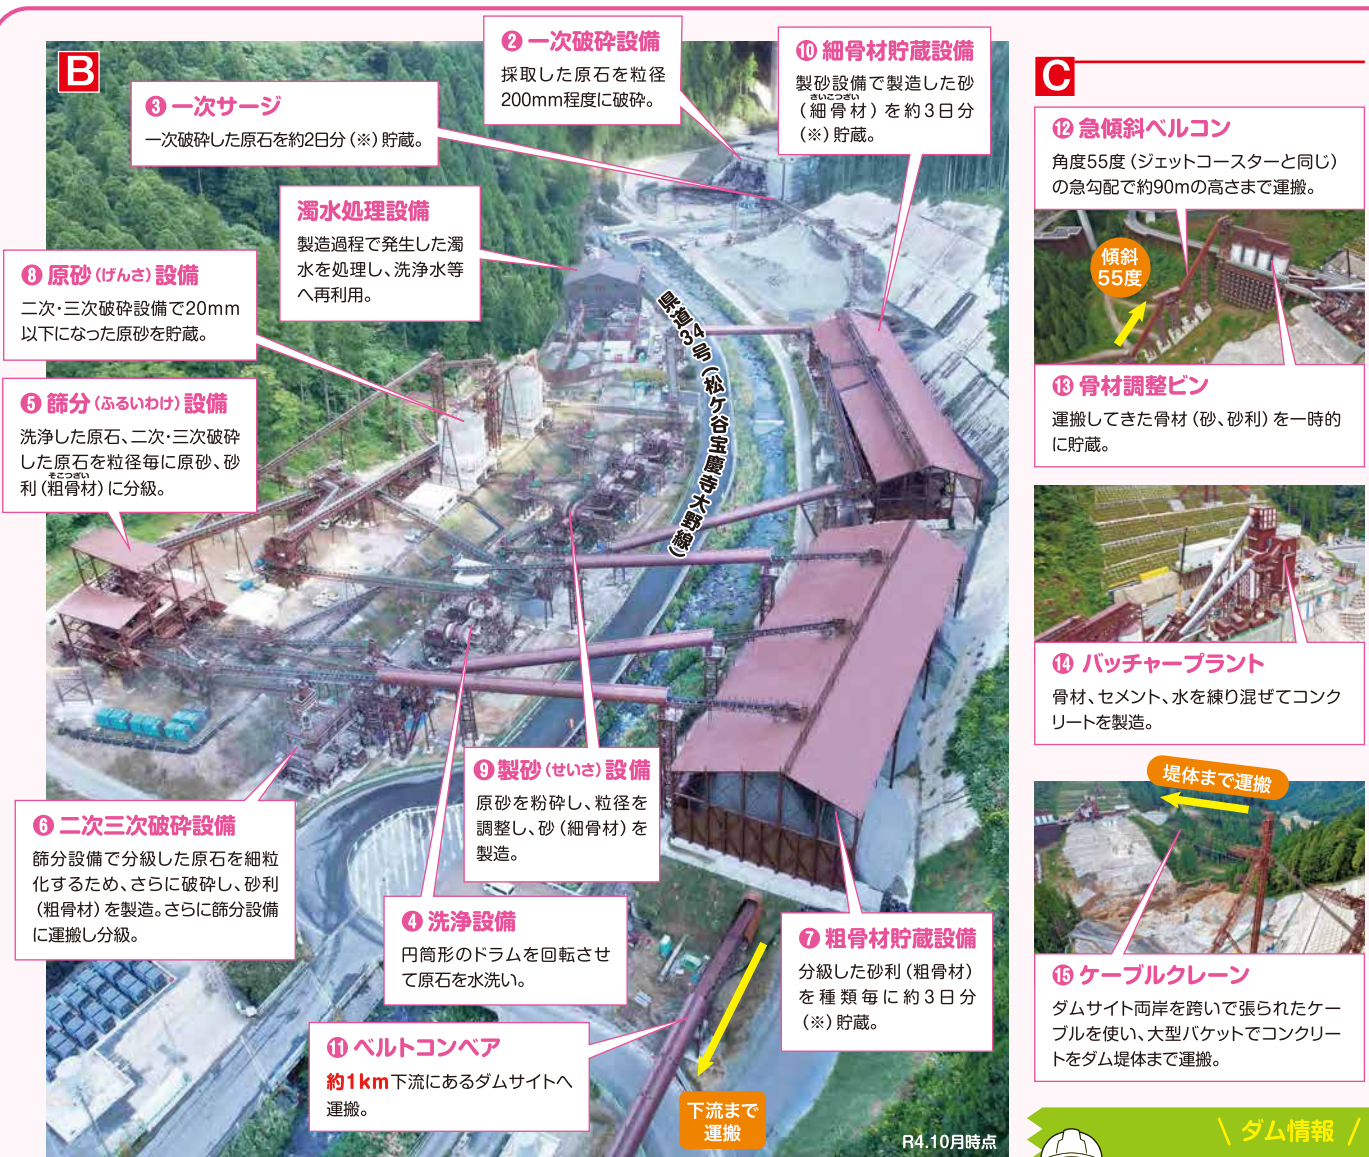 B
❷ 一次破砕設備
採取した原石を粒径
200mm程度に破砕。
❿ 細骨材貯蔵設備
製砂設備で製造した砂
さいこつざい
（細骨材）を約3日分
（※）貯蔵。
❸ 一次サージ
一次破砕した原石を約2日分（※）貯蔵。
濁水処理設備
製造過程で発生した濁
水を処理し、洗浄水等
へ再利用。
❽ 原砂（げんさ）設備
二次・三次破砕設備で20mm
以下になった原砂を貯蔵。
❺ 篩分（ふるいわけ）設備
洗浄した原石、二次・三次破砕
した原石を粒径毎に原砂、砂
そこつざい
利（粗骨材）に分級。
県道34号（松ケ谷宝慶寺大野線）
❾ 製砂（せいさ）設備
原砂を粉砕し、粒径を
調整し、砂（細骨材）を
製造。
❻ 二次三次破砕設備
篩分設備で分級した原石を細粒
化するため、さらに破砕し、砂利
（粗骨材）を製造。さらに篩分設備
に運搬し分級。
❹ 洗浄設備
円筒形のドラムを回転させ
て原石を水洗い。
❼ 粗骨材貯蔵設備
分級した砂利（粗骨材）
を種類毎に約3日分
（※）貯蔵。
⓫ ベルトコンベア
約1km下流にあるダムサイトへ
運搬。
下流まで
運搬
R4.10月時点
C
⓬ 急傾斜ベルコン
角度55度（ジェットコースターと同じ）
の急勾配で約90mの高さまで運搬。
傾斜
55度
⓭ 骨材調整ビン
運搬してきた骨材（砂、砂利）を一時的
に貯蔵。
⓮ バッチャープラント
骨材、セメント、水を練り混ぜてコンク
リートを製造。
堤体まで運搬
⓯ ケーブルクレーン
ダムサイト両岸を跨いで張られたケー
ブルを使い、大型バケットでコンクリー
トをダム堤体まで運搬。
\ ダム情報 /